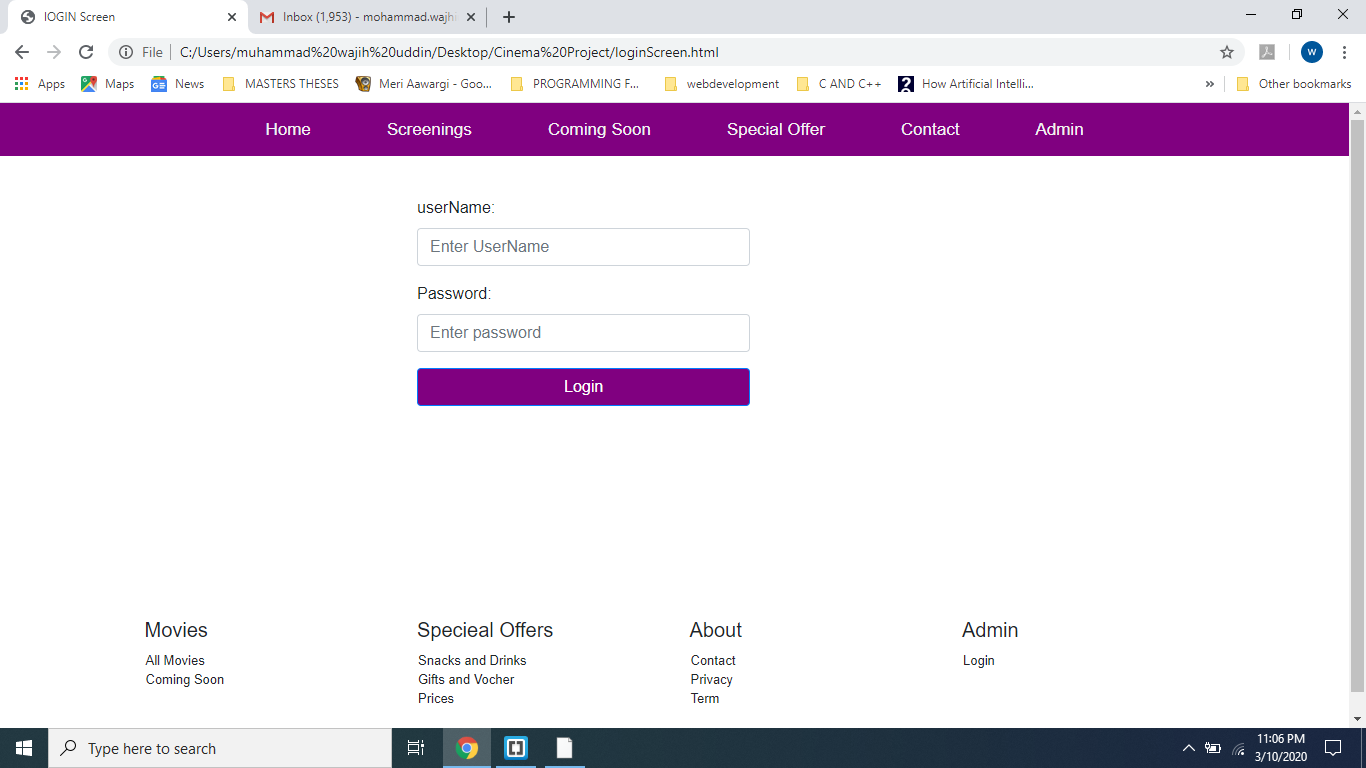 lOGIN Screen
Inbox (1,953) - mohammad.wajhi
File
C:/Users/muhammad%20wajih%20uddin/Desktop/Cinema%20Project/loginScreen.html
W
Apps Maps News MASTERS THESES Meri Aawargi - Goo... PROGRAMMING F... webdevelopment C AND C++ How Artificial Intelli... » Other bookmarks
Home Screenings Coming Soon Special Offer Contact Admin
userName:
Enter UserName
Password:
Enter password
Login
Movies
All Movies
Coming Soon
Specieal Offers
Snacks and Drinks
Gifts and Vocher
Prices
About
Contact
Privacy
Term
Admin
Login
Type here to search
11:06 PM
3/10/2020